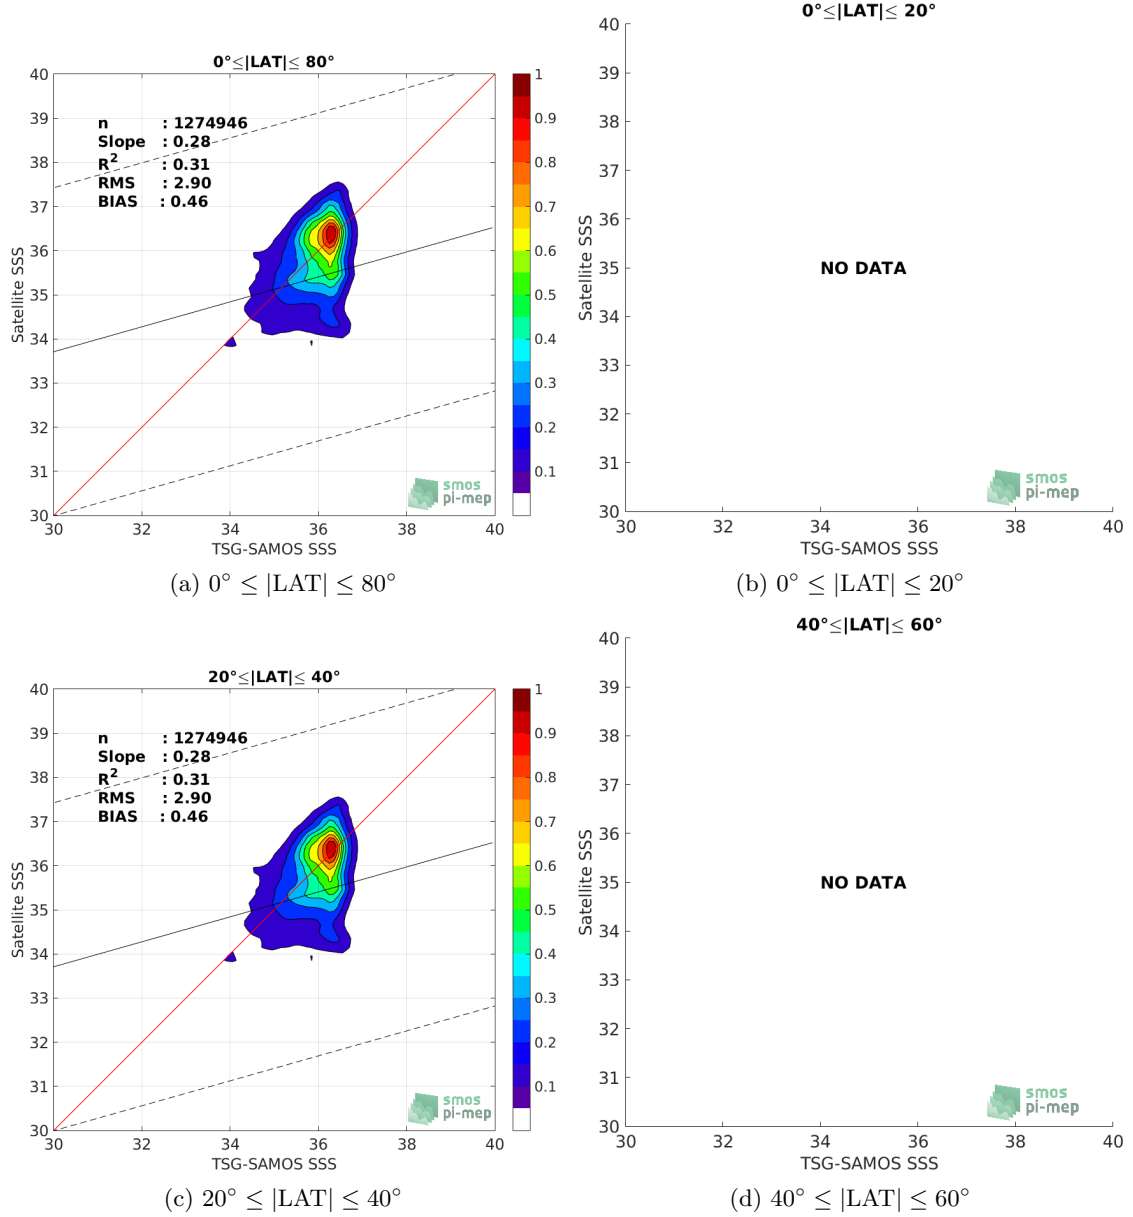 0°≤|LAT|≤ 80°
40
39
38
37
36
35
34
33
32
31
30
n : 1274946
Slope : 0.28
R² : 0.31
RMS : 2.90
BIAS : 0.46
Satellite SSS
30 32 34 36 38 40
TSG-SAMOS SSS
1
0.9
0.8
0.7
0.6
0.5
0.4
0.3
0.2
0.1
smos
pi-mep
(a) 0° ≤ |LAT| ≤ 80°
0°≤|LAT|≤ 20°
40
39
38
37
36
35
34
33
32
31
30
Satellite SSS
NO DATA
smos
pi-mep
30 32 34 36 38 40
TSG-SAMOS SSS
(b) 0° ≤ |LAT| ≤ 20°
20°≤|LAT|≤ 40°
40
39
38
37
36
35
34
33
32
31
30
n : 1274946
Slope : 0.28
R² : 0.31
RMS : 2.90
BIAS : 0.46
Satellite SSS
30 32 34 36 38 40
TSG-SAMOS SSS
1
0.9
0.8
0.7
0.6
0.5
0.4
0.3
0.2
0.1
smos
pi-mep
(c) 20° ≤ |LAT| ≤ 40°
40°≤|LAT|≤ 60°
40
39
38
37
36
35
34
33
32
31
30
Satellite SSS
NO DATA
smos
pi-mep
30 32 34 36 38 40
TSG-SAMOS SSS
(d) 40° ≤ |LAT| ≤ 60°